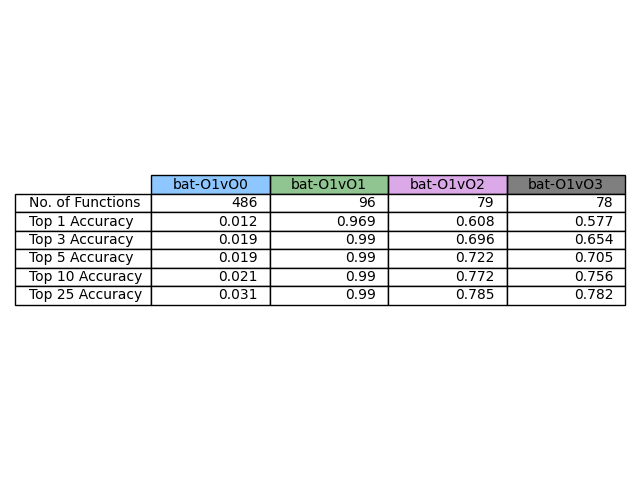 bat-O1vO0 bat-O1vO1 bat-O1vO2 bat-O1vO3
No. of Functions 486 96 79 78
Top 1 Accuracy 0.012 0.969 0.608 0.577
Top 3 Accuracy 0.019 0.99 0.696 0.654
Top 5 Accuracy 0.019 0.99 0.722 0.705
Top 10 Accuracy 0.021 0.99 0.772 0.756
Top 25 Accuracy 0.031 0.99 0.785 0.782